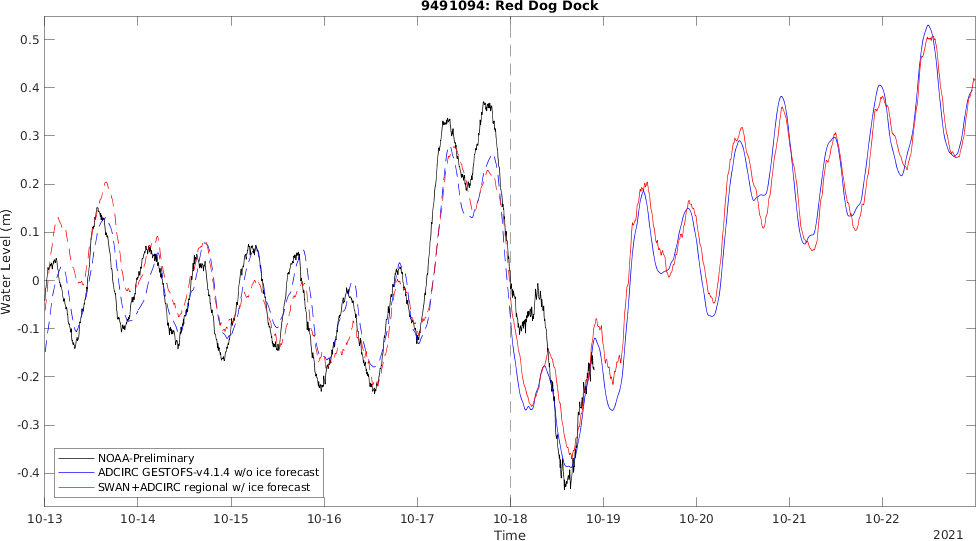 9491094: Red Dog Dock
Water Level (m)
0.5
0.4
0.3
0.2
0.1
0
-0.1
-0.2
-0.3
-0.4
NOAA-Preliminary
ADCIRC GESTOFS-v4.1.4 w/o ice forecast
SWAN+ADCIRC regional w/ ice forecast
10-13 10-14 10-15 10-16 10-17 10-18 10-19 10-20 10-21 10-22
Time
2021